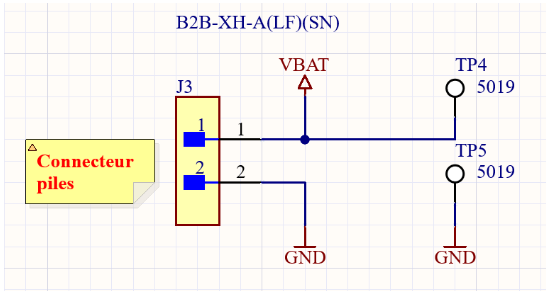 B2B-XH-A(LF)(SN)
VBAT
TP4
J3
5019
1 1
Connecteur
piles
TP5
2 2
5019
GND
GND